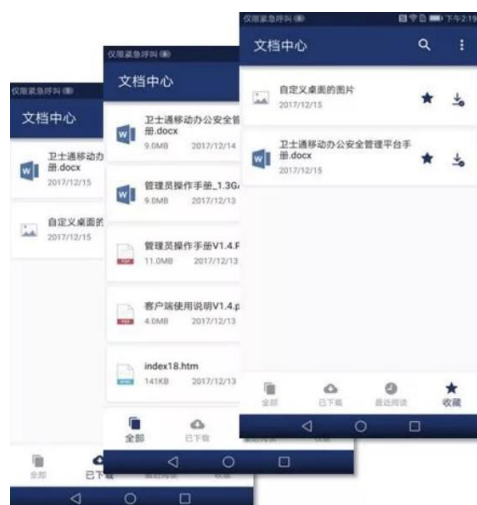 仅限紧急呼叫
文档中心
卫士通移动办
2017/12/15
自定义桌面的
2017/12/15
全部
已下载
仅限紧急呼叫
文档中心
卫士通移动办公安全管
册.docx
9.0MB 2017/12/14
管理员操作手册_1.3GA
9.0MB 2017/12/13
管理员操作手册V1.4.P
11.0MB 2017/12/13
客户端使用说明V1.4.p
4.0MB 2017/12/13
index18.htm
141KB 2017/12/13
全部
已下载
仅限紧急呼叫
下午2:19
文档中心
自定义桌面的图片
2017/12/15
卫士通移动办公安全管理平台手
册.docx
2017/12/15
全部
已下载
最近阅读
收藏